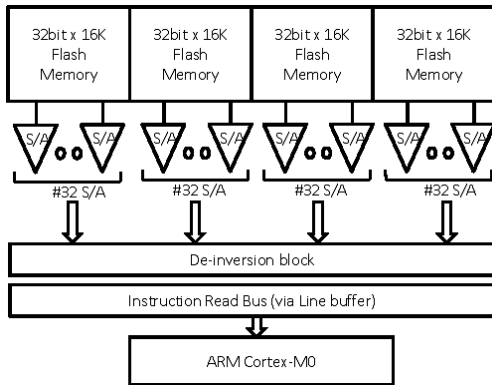 32bit x 16K 32bit x 16K 32bit x 16K 32bit x 16K
Flash Flash Flash Flash
Memory Memory Memory Memory
S/A S/A S/A S/A S/A S/A S/A S/A
#32 S/A #32 S/A #32 S/A #32 S/A
De-inversion block
Instruction Read Bus (via Line buffer)
ARM Cortex-M0